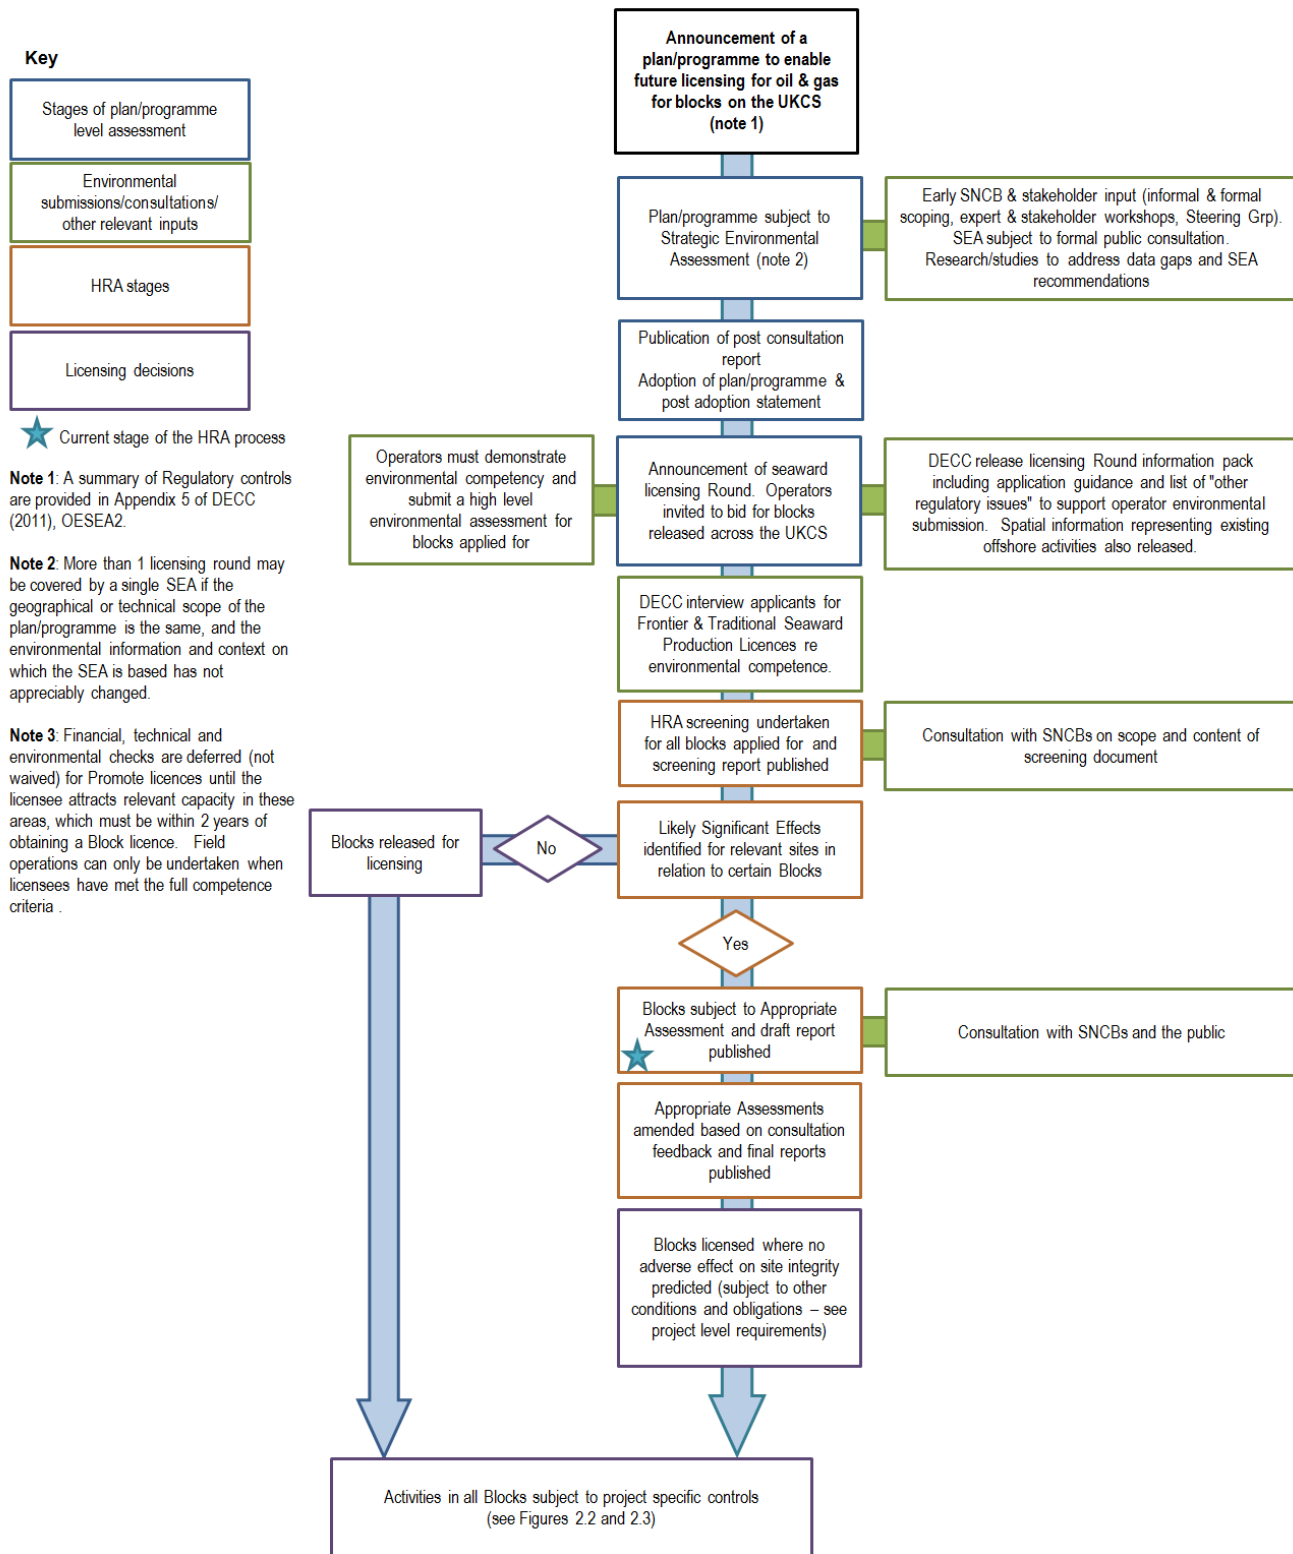 Key
Stages of plan/programme
level assessment
Environmental
submissions/consultations/
other relevant inputs
HRA stages
Licensing decisions
Current stage of the HRA process
Note 1: A summary of Regulatory controls
are provided in Appendix 5 of DECC
(2011), OESEA2.
Note 2: More than 1 licensing round may
be covered by a single SEA if the
geographical or technical scope of the
plan/programme is the same, and the
environmental information and context on
which the SEA is based has not
appreciably changed.
Note 3: Financial, technical and
environmental checks are deferred (not
waived) for Promote licences until the
licensee attracts relevant capacity in these
areas, which must be within 2 years of
obtaining a Block licence. Field
operations can only be undertaken when
licensees have met the full competence
criteria .
Announcement of a
plan/programme to enable
future licensing for oil & gas
for blocks on the UKCS
(note 1)
Plan/programme subject to
Strategic Environmental
Assessment (note 2)
Early SNCB & stakeholder input (informal & formal
scoping, expert & stakeholder workshops, Steering Grp).
SEA subject to formal public consultation.
Research/studies to address data gaps and SEA
recommendations
Publication of post consultation
report
Adoption of plan/programme &
post adoption statement
Operators must demonstrate
environmental competency and
submit a high level
environmental assessment for
blocks applied for
Announcement of seaward
licensing Round. Operators
invited to bid for blocks
released across the UKCS
DECC release licensing Round information pack
including application guidance and list of "other
regulatory issues" to support operator environmental
submission. Spatial information representing existing
offshore activities also released.
DECC interview applicants for
Frontier & Traditional Seaward
Production Licences re
environmental competence.
HRA screening undertaken
for all blocks applied for and
screening report published
Consultation with SNCBs on scope and content of
screening document
Blocks released for
licensing
No
Likely Significant Effects
identified for relevant sites in
relation to certain Blocks
Yes
Blocks subject to Appropriate
Assessment and draft report
published
Consultation with SNCBs and the public
Appropriate Assessments
amended based on consultation
feedback and final reports
published
Blocks licensed where no
adverse effect on site integrity
predicted (subject to other
conditions and obligations – see
project level requirements)
Activities in all Blocks subject to project specific controls
(see Figures 2.2 and 2.3)